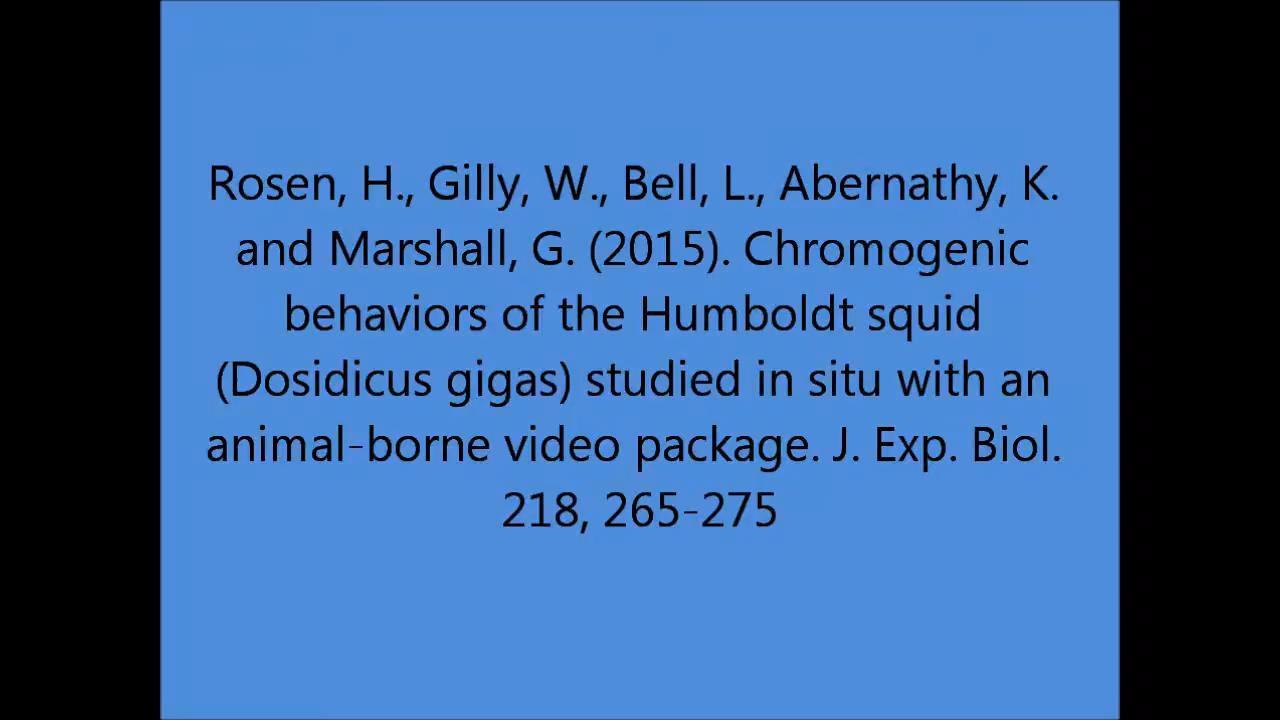 Rosen, H., Gilly, W., Bell, L., Abernathy, K.
and Marshall, G. (2015). Chromogenic
behaviors of the Humboldt squid
(Dosidicus gigas) studied in situ with an
animal-borne video package. J. Exp. Biol.
218, 265-275